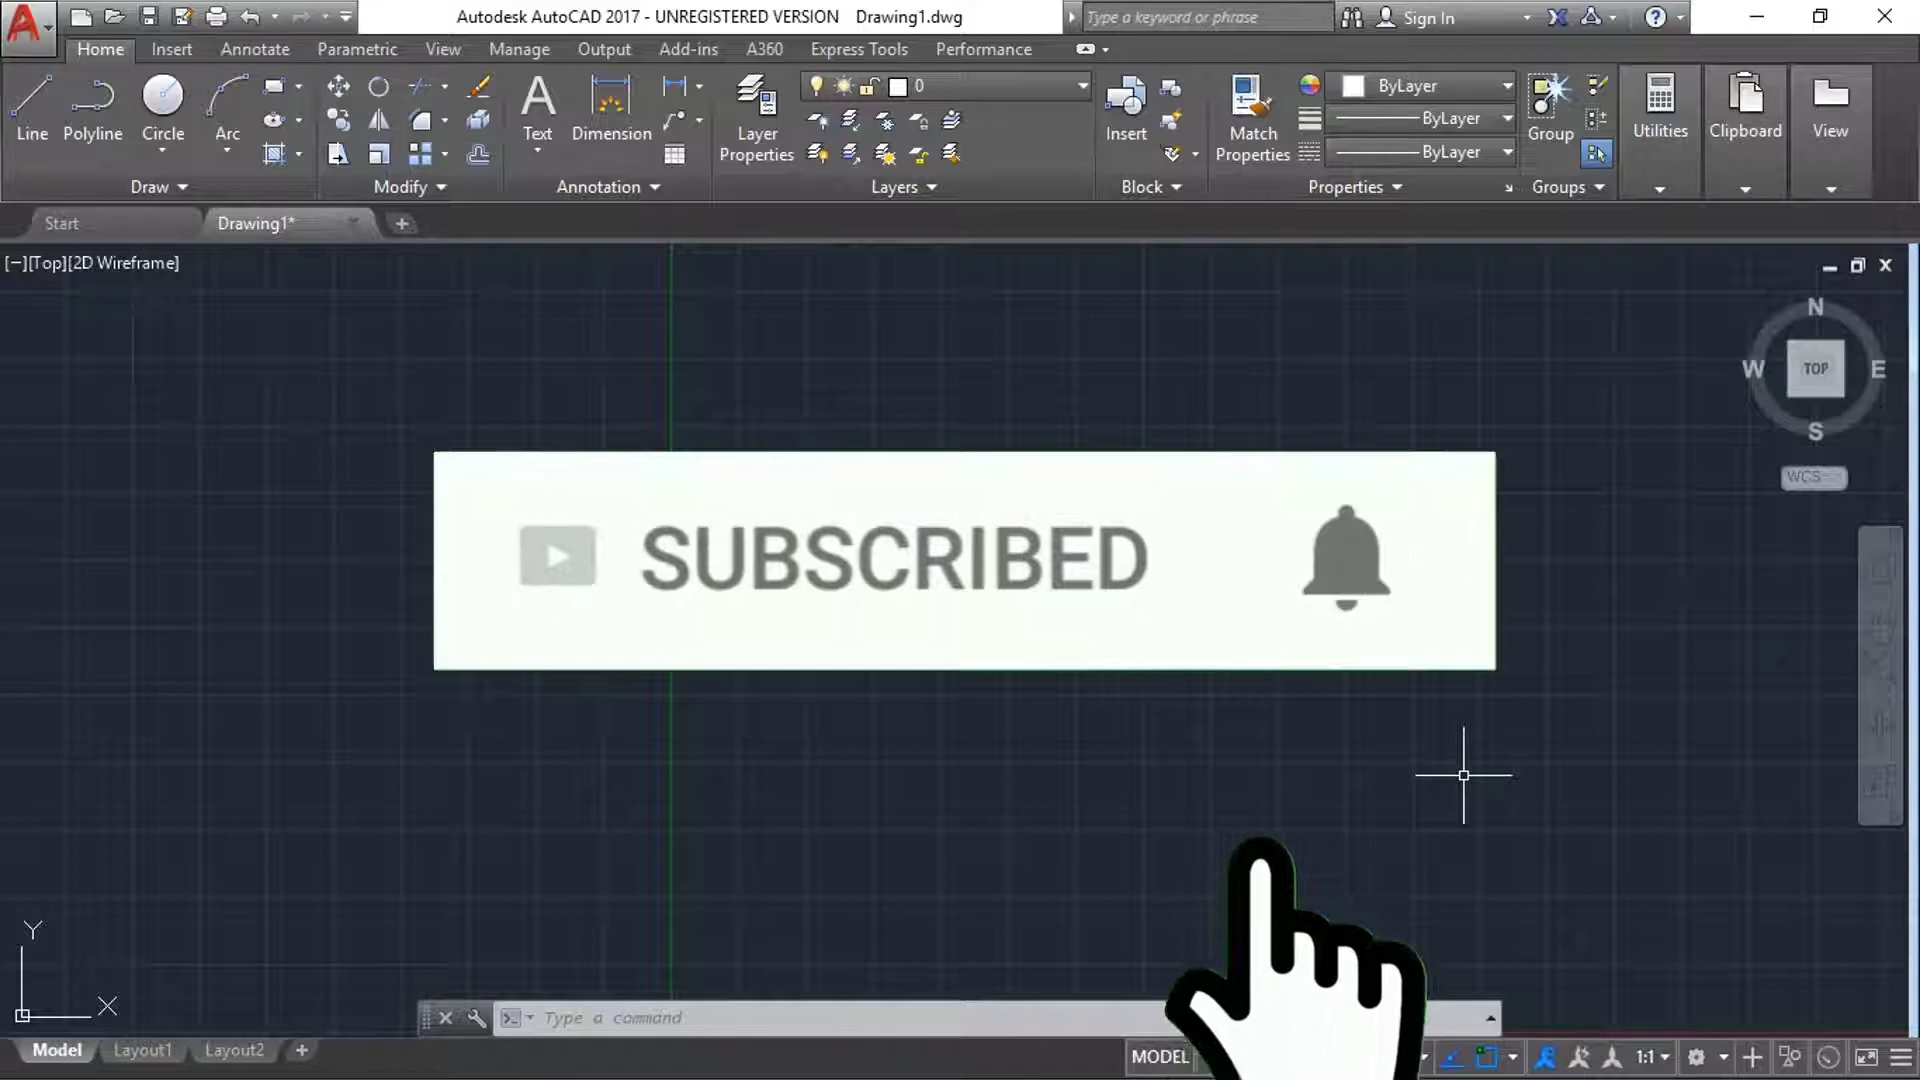 Autodesk AutoCAD 2017 - UNREGISTERED VERSION Drawing1.dwg
Type a keyword or phrase
Sign In
Home Insert Annotate Parametric View Manage Output Add-ins A360 Express Tools Performance
0
ByLayer
ByLayer
ByLayer
Line Polyline Circle Arc
Text Dimension
Layer Properties
Insert
Match Properties
Group
Utilities Clipboard View
Draw Modify Annotation Layers Block Properties Groups
Start Drawing1*
[−][Top][2D Wireframe]
N
W TOP E
S
WCS
SUBSCRIBED
Y
X
Type a command
Model Layout1 Layout2
MODEL
1:1